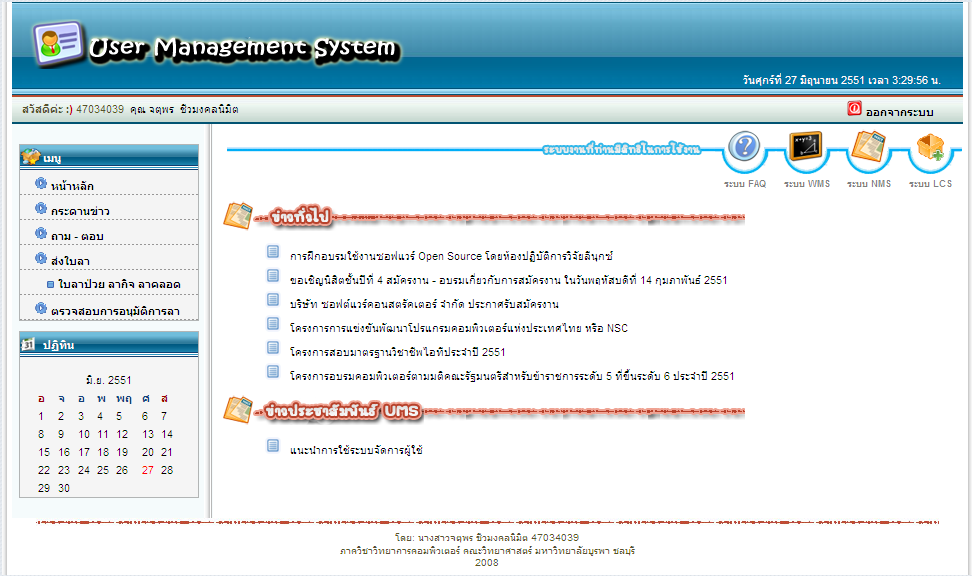 User Management System
วันศุกร์ที่ 27 มิถุนายน 2551 เวลา 3:29:56 น.
สวัสดีค่ะ :) 47034039 คุณ จตุพร ชิวมงคลนิมิต
ออกจากระบบ
เมนู
หน้าหลัก
กระดานข่าว
ถาม - ตอบ
ส่งใบลา
ใบลาป่วย ลากิจ ลาคลอด
ตรวจสอบการอนุมัติการลา
ปฏิทิน
มิ.ย. 2551
อ จ อ พ พฤ ศ ส
1 2 3 4 5 6 7
8 9 10 11 12 13 14
15 16 17 18 19 20 21
22 23 24 25 26 27 28
29 30
ระบบงานที่ท่านมีสิทธิ์ในการใช้งาน
ระบบ FAQ ระบบ WMS ระบบ NMS ระบบ LCS
ข่าวทั่วไป
การฝึกอบรมใช้งานซอฟแวร์ Open Source โดยห้องปฏิบัติการวิจัยลินุกซ์
ขอเชิญนิสิตชั้นปีที่ 4 สมัครงาน - อบรมเกี่ยวกับการสมัครงาน ในวันพฤหัสบดีที่ 14 กุมภาพันธ์ 2551
บริษัท ซอฟต์แวร์คอนสตรัคเตอร์ จำกัด ประกาศรับสมัครงาน
โครงการการแข่งขันพัฒนาโปรแกรมคอมพิวเตอร์แห่งประเทศไทย หรือ NSC
โครงการสอบมาตรฐานวิชาชีพไอทีประจำปี 2551
โครงการอบรมคอมพิวเตอร์ตามมติคณะรัฐมนตรีสำหรับข้าราชการระดับ 5 ที่ขึ้นระดับ 6 ประจำปี 2551
ข่าวประชาสัมพันธ์ UMS
แนะนำการใช้ระบบจัดการผู้ใช้
โดย: นางสาวจตุพร ชิวมงคลนิมิต 47034039
ภาควิชาวิทยาการคอมพิวเตอร์ คณะวิทยาศาสตร์ มหาวิทยาลัยบูรพา ชลบุรี
2008